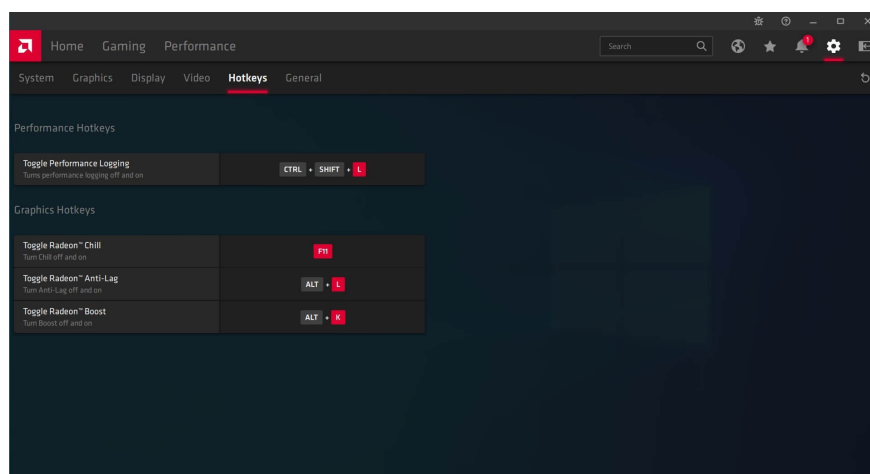 Home Gaming Performance Search 1
System Graphics Display Video Hotkeys General
Performance Hotkeys
Toggle Performance Logging
Turns performance logging off and on
CTRL + SHIFT + L
Graphics Hotkeys
Toggle Radeon™ Chill
Turn Chill off and on
F11
Toggle Radeon™ Anti-Lag
Turn Anti-Lag off and on
ALT + L
Toggle Radeon™ Boost
Turn Boost off and on
ALT + K